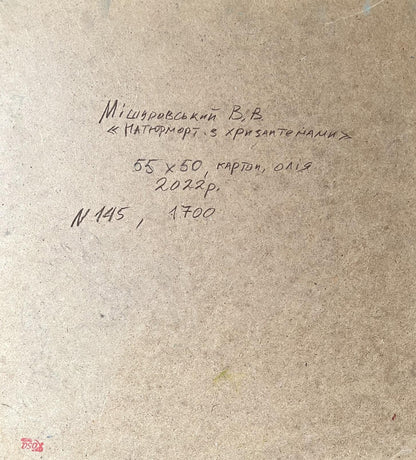 Мішуровський В.В.
«Натюрморт з хризантемами»
55 x 50, картон, олія
2022р.
N 145, 1700